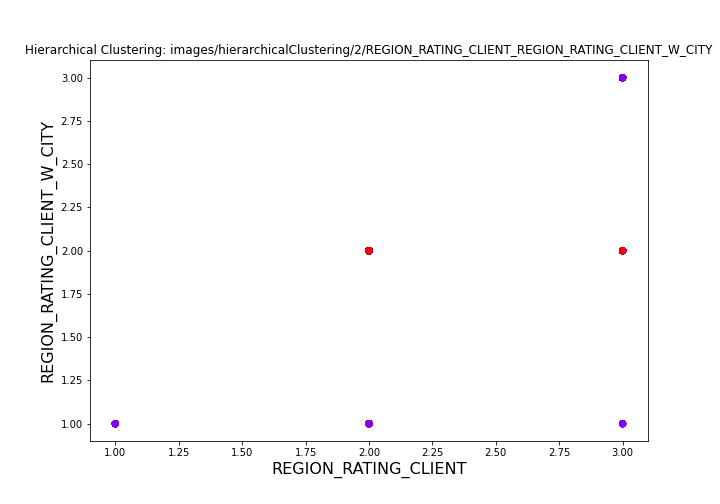 Hierarchical Clustering: images/hierarchicalClustering/2/REGION_RATING_CLIENT_REGION_RATING_CLIENT_W_CITY
REGION_RATING_CLIENT_W_CITY
3.00
2.75
2.50
2.25
2.00
1.75
1.50
1.25
1.00
1.00 1.25 1.50 1.75 2.00 2.25 2.50 2.75 3.00
REGION_RATING_CLIENT